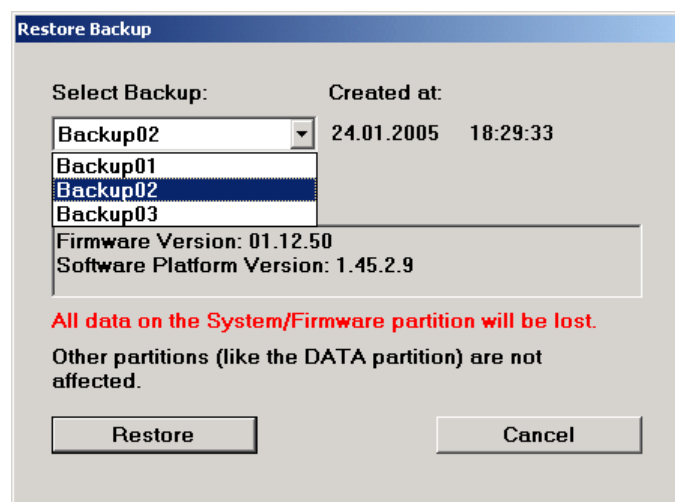 Restore Backup
Select Backup: Created at:
Backup02 24.01.2005 18:29:33
Backup01
Backup02
Backup03
Firmware Version: 01.12.50
Software Platform Version: 1.45.2.9
All data on the System/Firmware partition will be lost.
Other partitions (like the DATA partition) are not
affected.
Restore Cancel